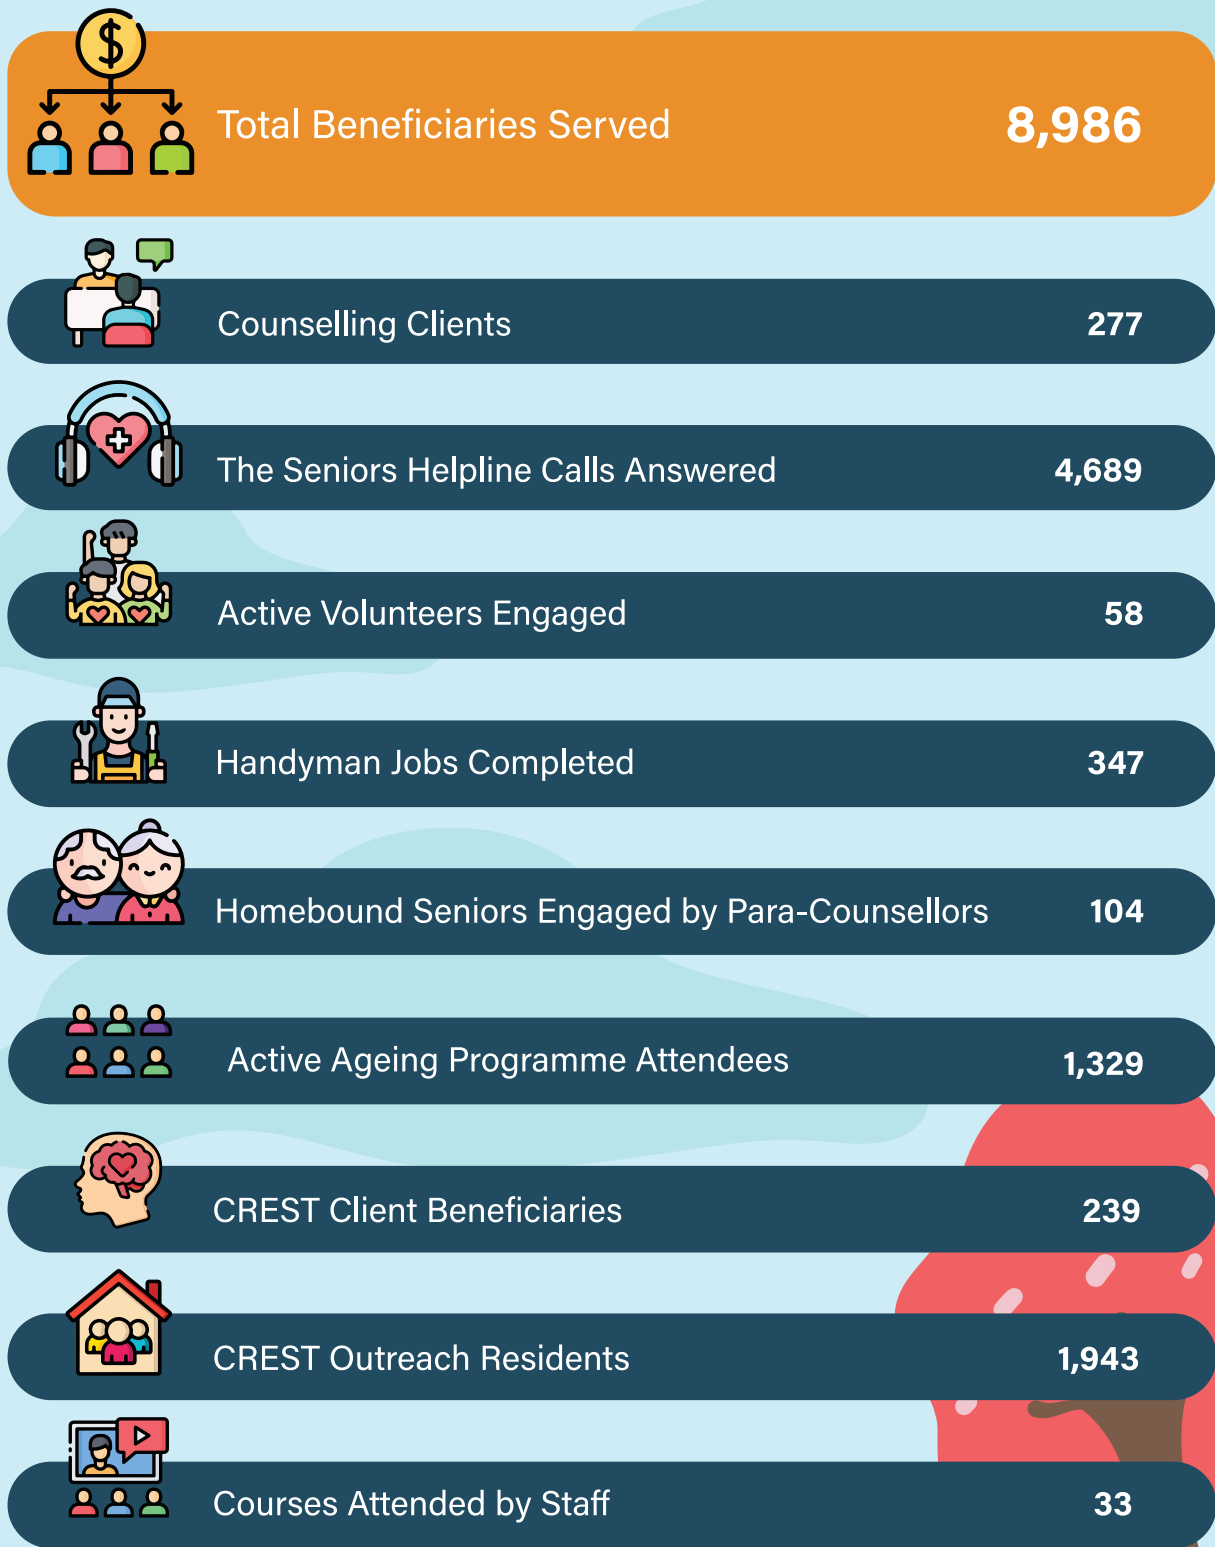 $
Total Beneficiaries Served 8,986
Counselling Clients 277
The Seniors Helpline Calls Answered 4,689
Active Volunteers Engaged 58
Handyman Jobs Completed 347
Homebound Seniors Engaged by Para-Counsellors 104
Active Ageing Programme Attendees 1,329
CREST Client Beneficiaries 239
CREST Outreach Residents 1,943
Courses Attended by Staff 33